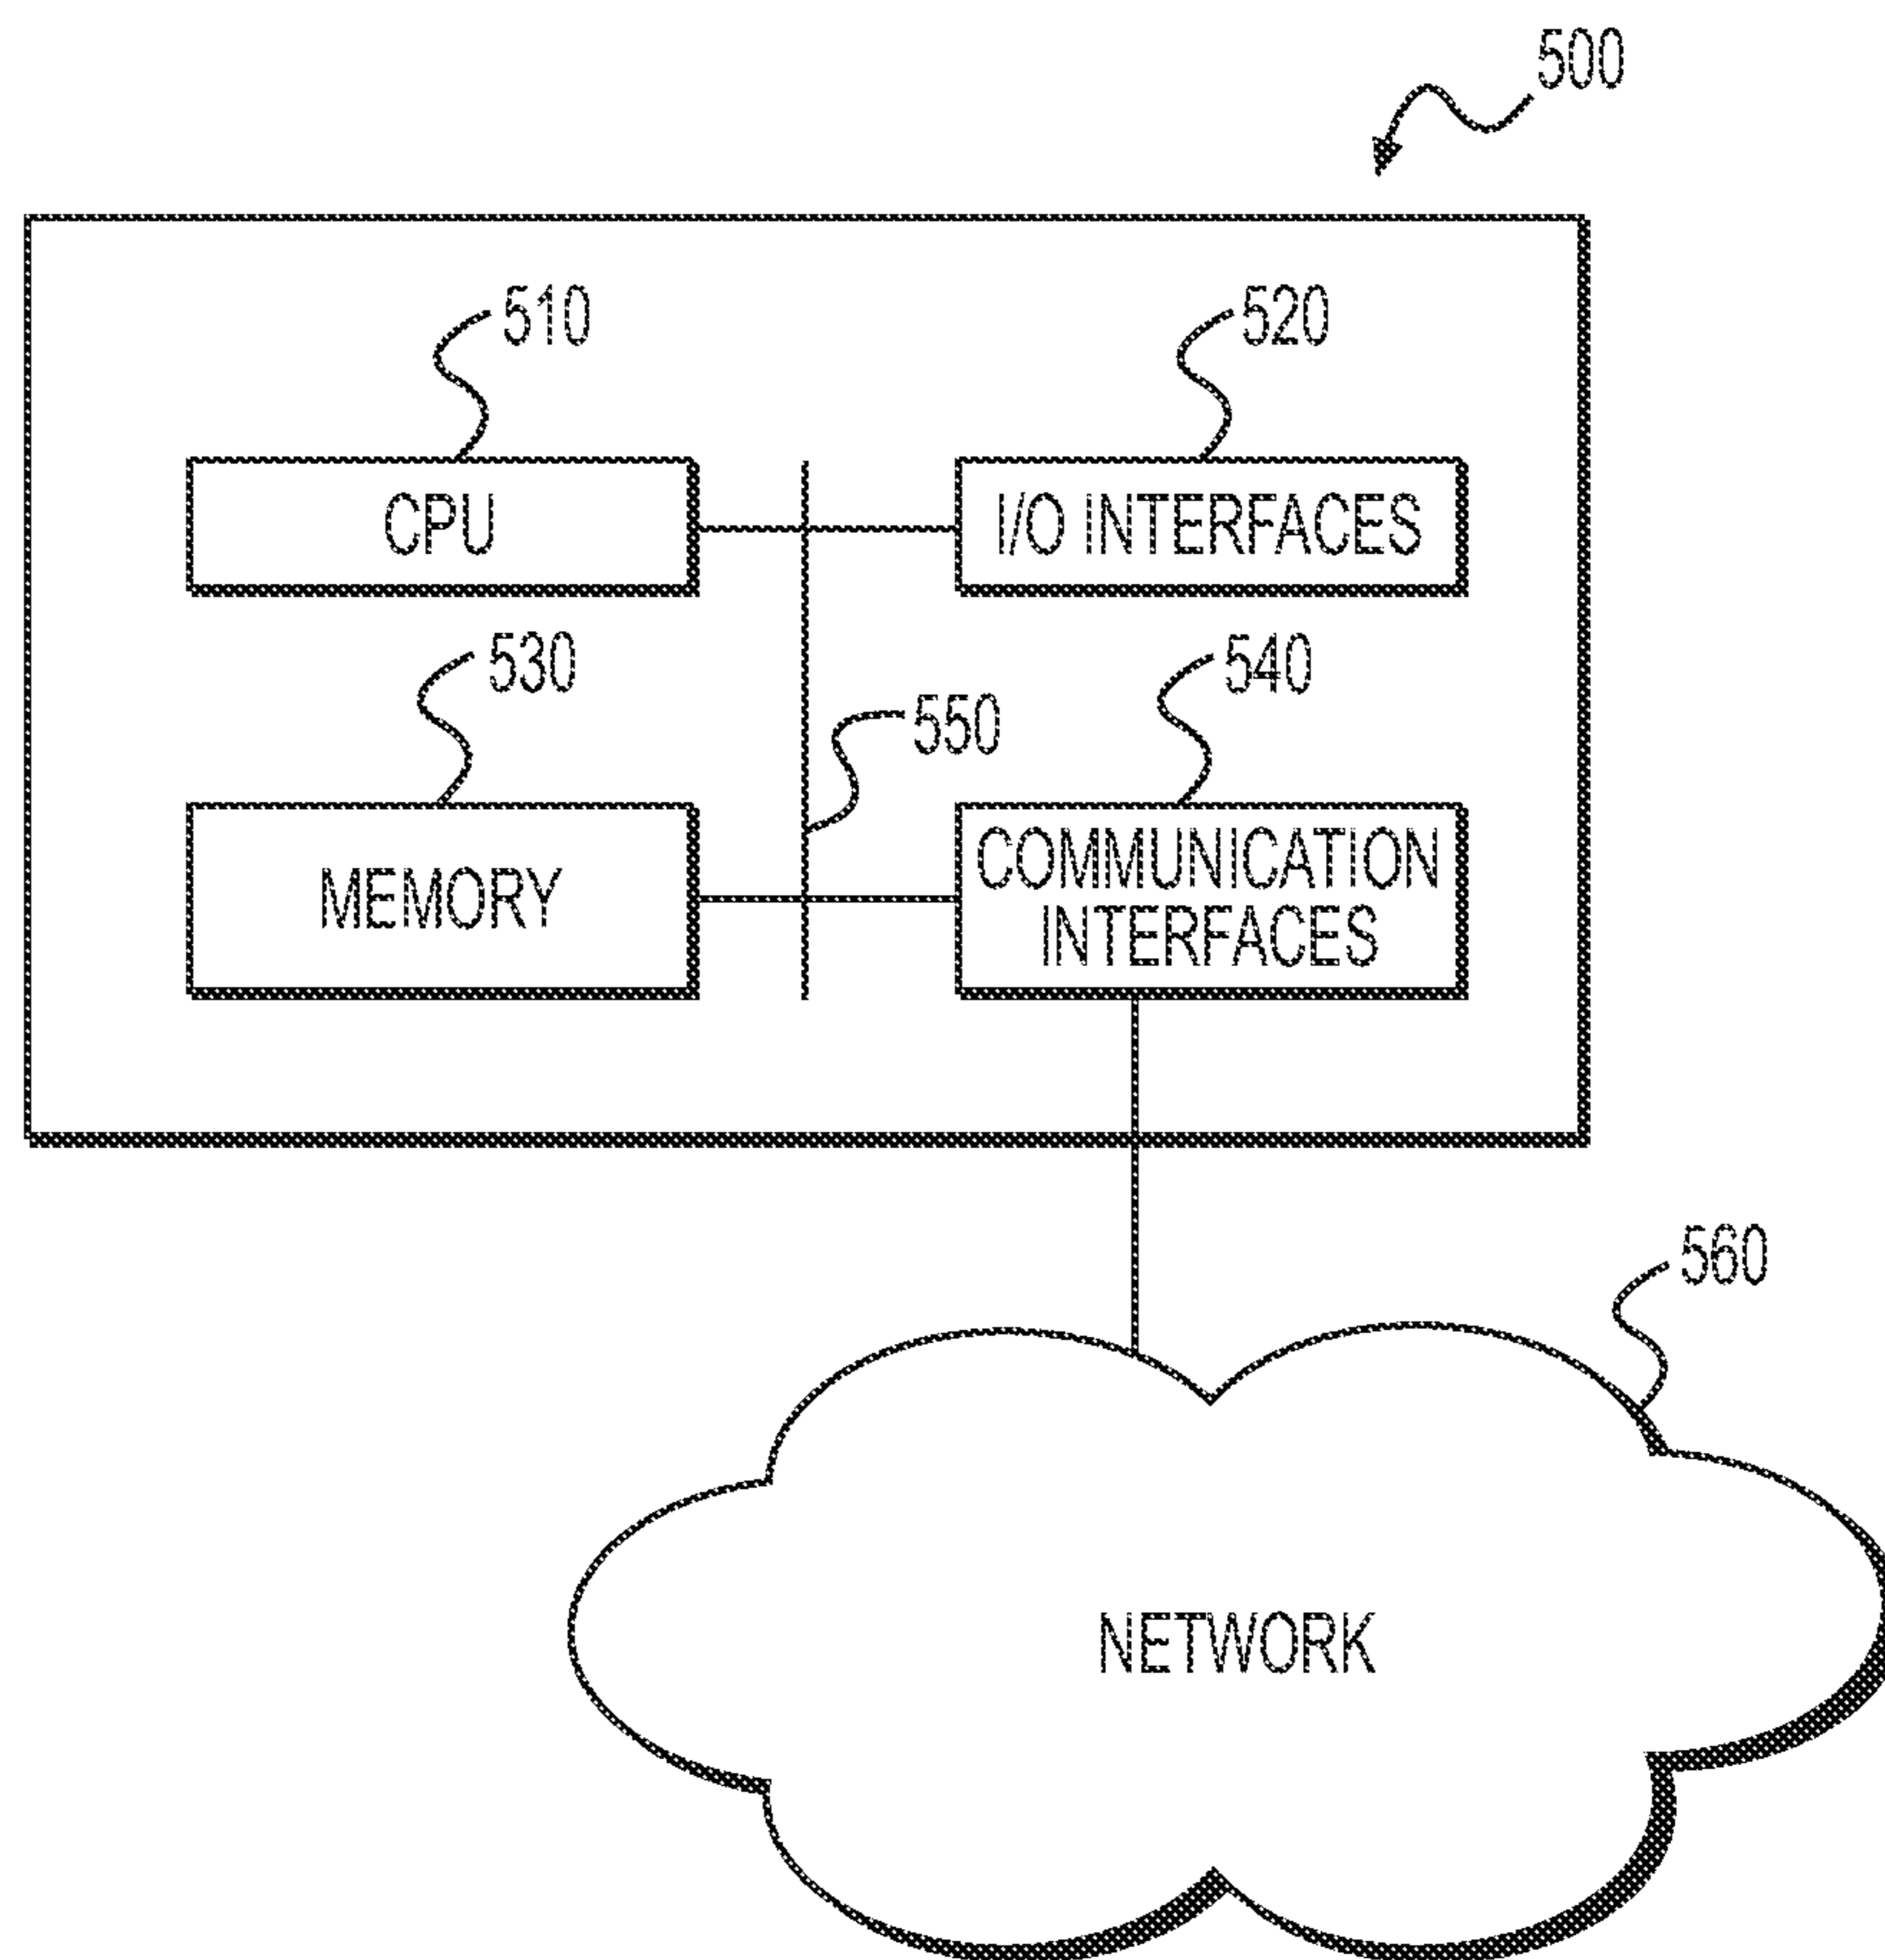 500
510
520
CPU
I/O INTERFACES
530
540
550
MEMORY
COMMUNICATION
INTERFACES
560
NETWORK